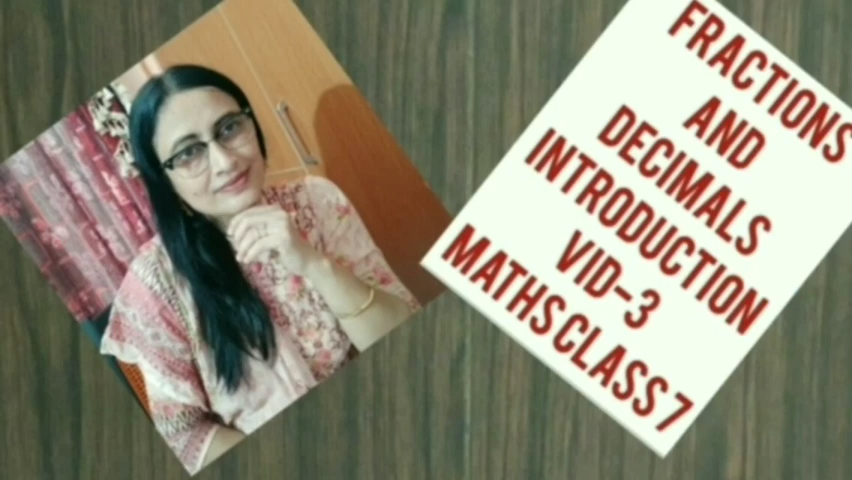 FRACTIONS
AND
DECIMALS
INTRODUCTION
VID-3
MATHS CLASS 7